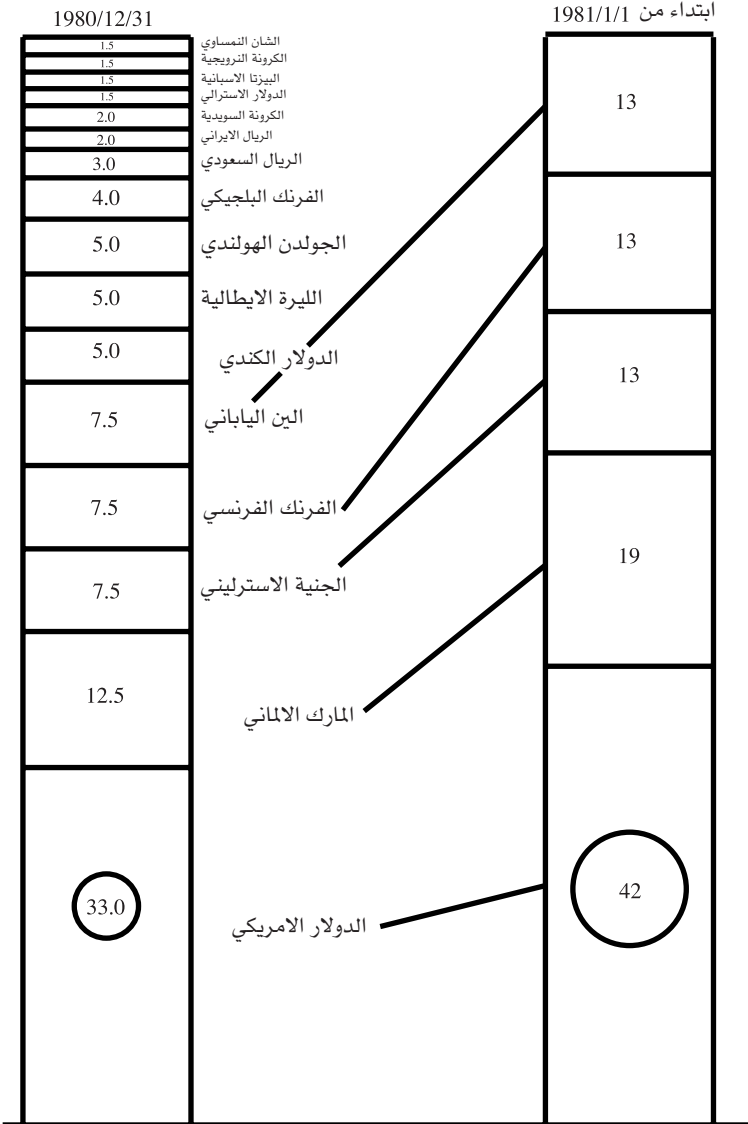 ابتداء من 1981/1/1
1980/12/31
13
13
13
19
42
الشان النمساوي 1.5
الكرونة النرويجية 1.5
البيزتا الاسبانية 1.5
الدولار الاسترالي 1.5
الكرونة السويدية 2.0
الريال الايراني 2.0
الريال السعودي 3.0
الفرنك البلجيكي 4.0
الجولدن الهولندي 5.0
الليرة الايطالية 5.0
الدولار الكندي 5.0
الين الياباني 7.5
الفرنك الفرنسي 7.5
الجنية الاسترليني 7.5
المارك الالماني 12.5
الدولار الامريكي 33.0